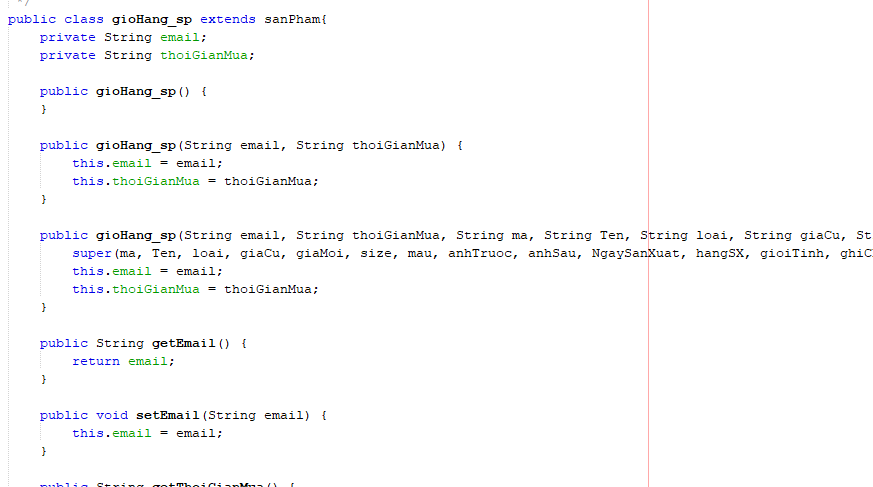 */
public class gioHang_sp extends sanPham{
private String email;
private String thoiGianMua;
public gioHang_sp() {
}
public gioHang_sp(String email, String thoiGianMua) {
this.email = email;
this.thoiGianMua = thoiGianMua;
}
public gioHang_sp(String email, String thoiGianMua, String ma, String Ten, String loai, String giaCu, St
super(ma, Ten, loai, giaCu, giaMoi, size, mau, anhTruoc, anhSau, NgaySanXuat, hangSX, gioiTinh, ghiC
this.email = email;
this.thoiGianMua = thoiGianMua;
}
public String getEmail() {
return email;
}
public void setEmail(String email) {
this.email = email;
}
public String getThoiGianMua() {